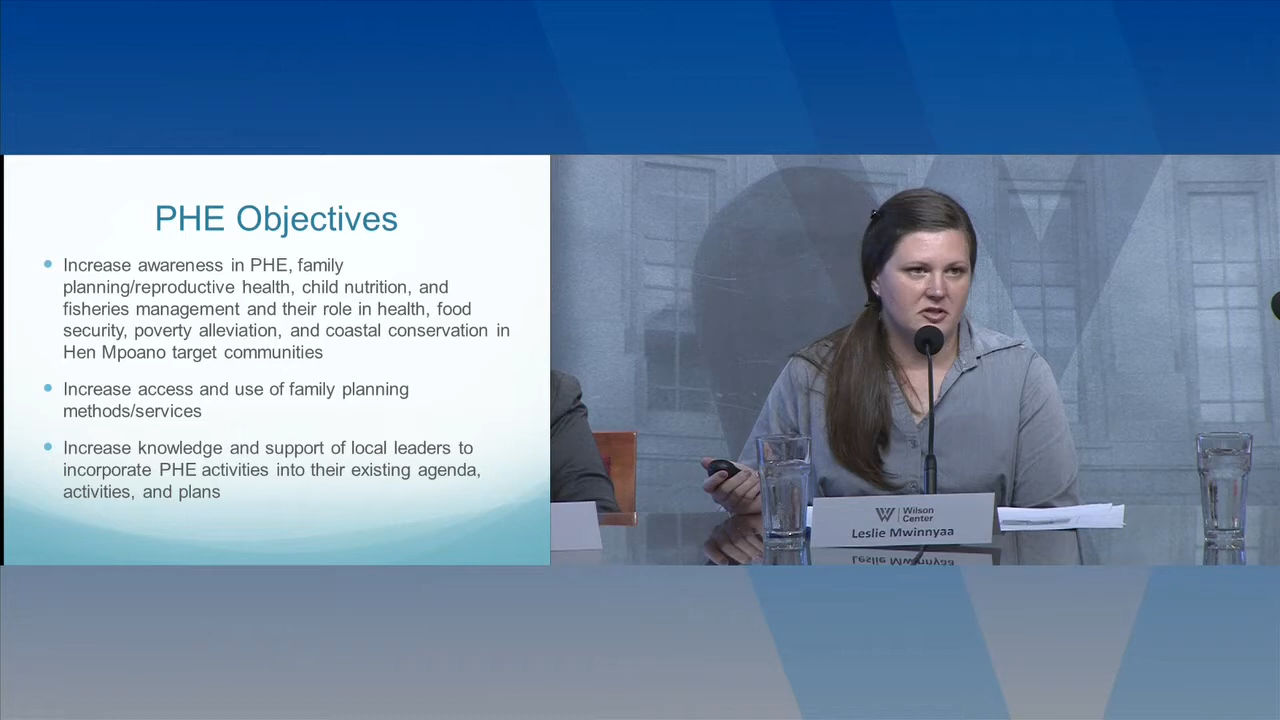 PHE Objectives
Increase awareness in PHE, family
planning/reproductive health, child nutrition, and
fisheries management and their role in health, food
security, poverty alleviation, and coastal conservation in
Hen Mpoano target communities
Increase access and use of family planning
methods/services
Increase knowledge and support of local leaders to
incorporate PHE activities into their existing agenda,
activities, and plans
Wilson
Center
Leslie Mwinnyaa